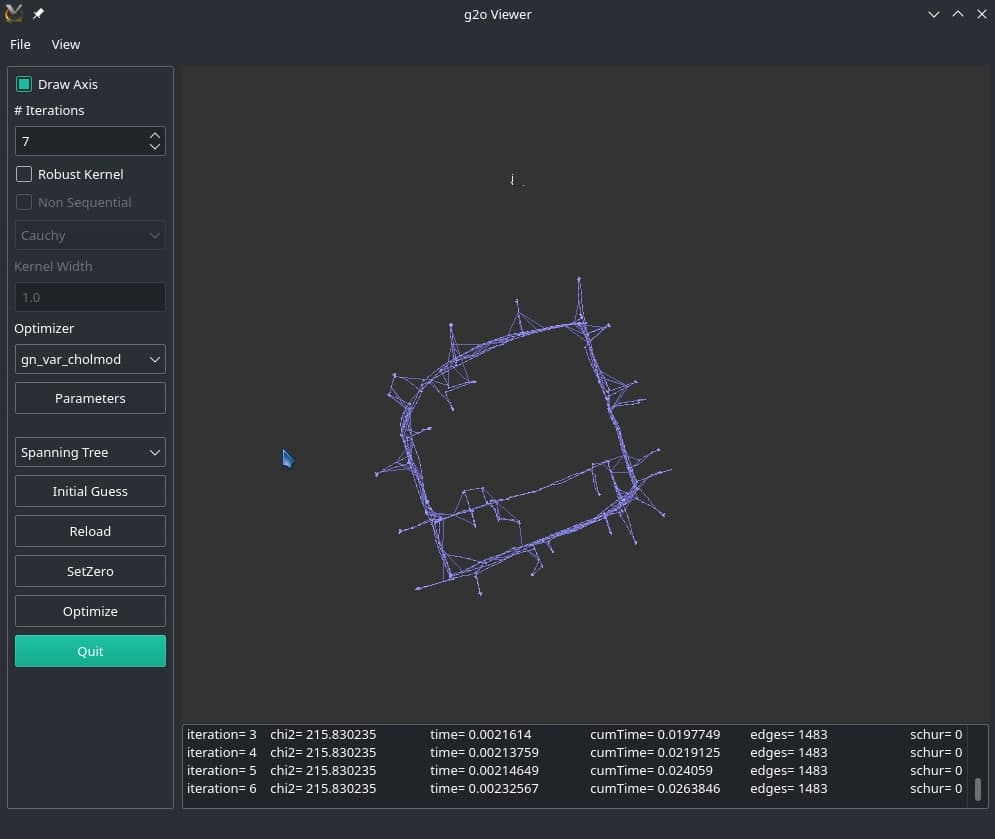 g2o Viewer
File View
Draw Axis
# Iterations
7
Robust Kernel
Non Sequential
Cauchy
Kernel Width
1.0
Optimizer
gn_var_cholmod
Parameters
Spanning Tree
Initial Guess
Reload
SetZero
Optimize
Quit
iteration= 3 chi2= 215.830235 time= 0.0021614 cumTime= 0.0197749 edges= 1483 schur= 0
iteration= 4 chi2= 215.830235 time= 0.00213759 cumTime= 0.0219125 edges= 1483 schur= 0
iteration= 5 chi2= 215.830235 time= 0.00214649 cumTime= 0.024059 edges= 1483 schur= 0
iteration= 6 chi2= 215.830235 time= 0.00232567 cumTime= 0.0263846 edges= 1483 schur= 0